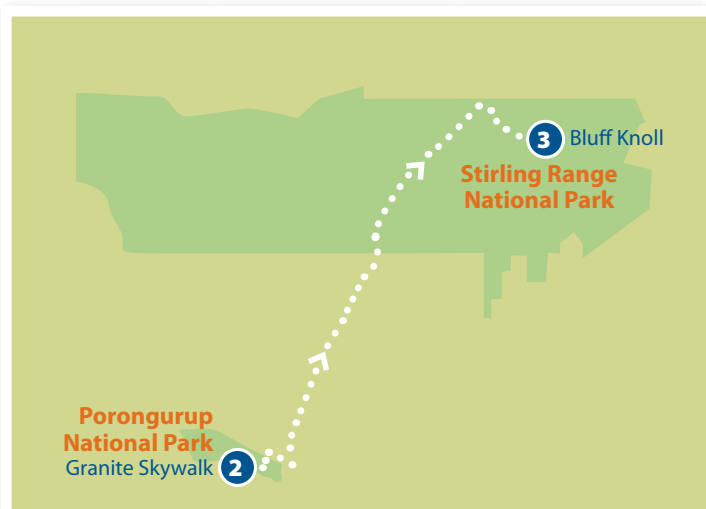 3 Bluff Knoll
Stirling Range
National Park
Porongurup
National Park
Granite Skywalk 2